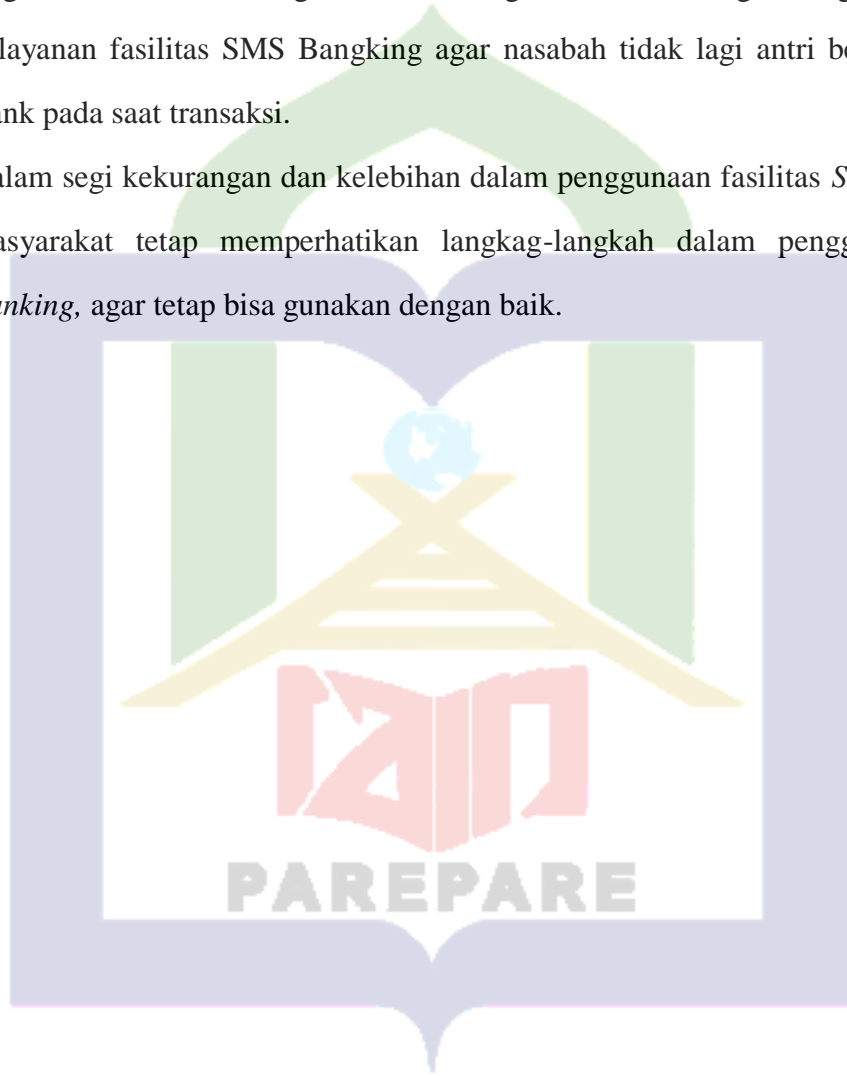 layanan fasilitas SMS Bangking agar nasabah tidak lagi antri
pada saat transaksi.
segi kekurangan dan kelebihan dalam penggunaan fasilitas
tetap memperhatikan langkag-langkah dalam
agar tetap bisa gunakan dengan baik.
iain
PAREPARE